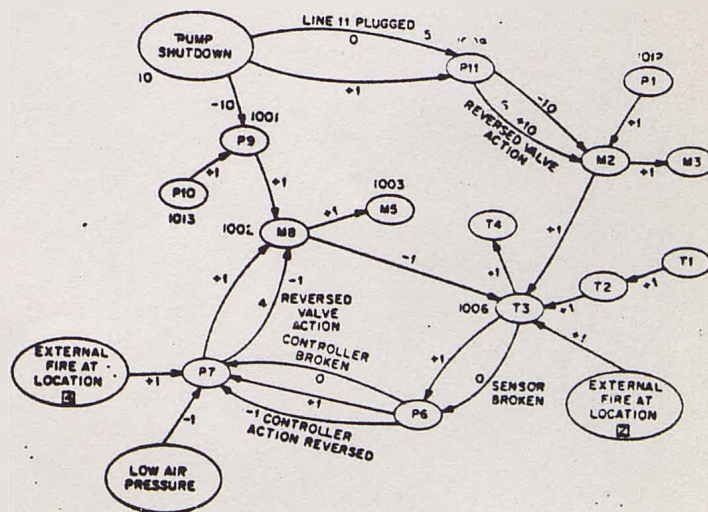 LINE 11 PLUGGED
PUMP
SHUTDOWN
0
5
10
+1
P11
1012
P1
-10
-10
5
+10
REVERSED VALVE
ACTION
+1
1001
P9
M2
+1
M3
P10
+1
1013
+1
1003
M5
+1
1002
M8
T4
+1
-1
+1
T1
+1
T2
+1
1006
T3
+1
-1
4
REVERSED
VALVE
ACTION
CONTROLLER
BROKEN
0
+1
0
SENSOR
BROKEN
+1
EXTERNAL
FIRE AT
LOCATION
+1
P7
+1
P6
-1 CONTROLLER
ACTION REVERSED
EXTERNAL
FIRE AT
LOCATION
2
-1
LOW AIR
PRESSURE